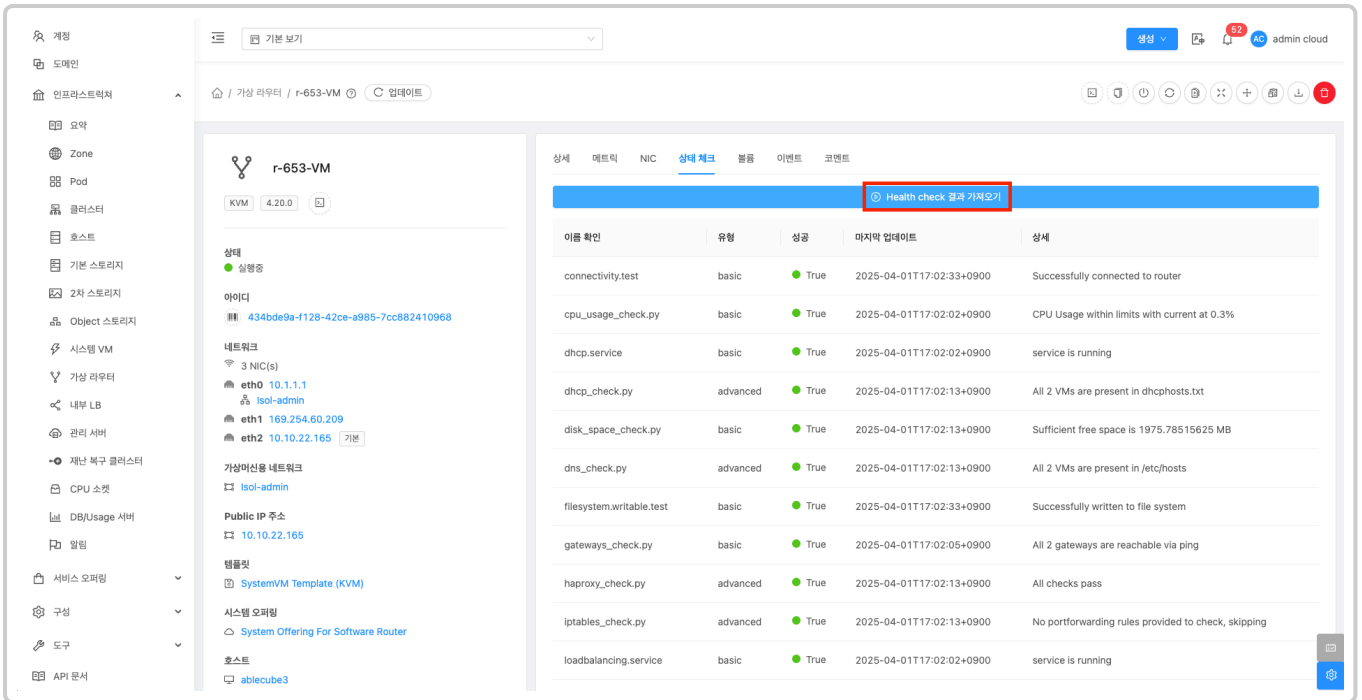 계정
도메인
인프라스트럭쳐
요약
Zone
Pod
클러스터
호스트
기본 스토리지
2차 스토리지
Object 스토리지
시스템 VM
가상 라우터
내부 LB
관리 서버
재난 복구 클러스터
CPU 소켓
DB/Usage 서버
알림
서비스 오퍼링
구성
도구
API 문서
기본 보기
생성
52
AC admin cloud
/ 가상 라우터 / r-653-VM 업데이트
r-653-VM
KVM 4.20.0
상태
실행중
아이디
434bde9a-f128-42ce-a985-7cc882410968
네트워크
3 NIC(s)
eth0 10.1.1.1
lsol-admin
eth1 169.254.60.209
eth2 10.10.22.165 기본
가상머신용 네트워크
lsol-admin
Public IP 주소
10.10.22.165
템플릿
SystemVM Template (KVM)
시스템 오퍼링
System Offering For Software Router
호스트
ablecube3
상세 메트릭 NIC 상태 체크 볼륨 이벤트 코멘트
Health check 결과 가져오기
이름 확인 유형 성공 마지막 업데이트 상세
connectivity.test basic True 2025-04-01T17:02:33+0900 Successfully connected to router
cpu_usage_check.py basic True 2025-04-01T17:02:02+0900 CPU Usage within limits with current at 0.3%
dhcp.service basic True 2025-04-01T17:02:02+0900 service is running
dhcp_check.py advanced True 2025-04-01T17:02:13+0900 All 2 VMs are present in dhcphosts.txt
disk_space_check.py basic True 2025-04-01T17:02:13+0900 Sufficient free space is 1975.78515625 MB
dns_check.py advanced True 2025-04-01T17:02:13+0900 All 2 VMs are present in /etc/hosts
filesystem.writable.test basic True 2025-04-01T17:02:33+0900 Successfully written to file system
gateways_check.py basic True 2025-04-01T17:02:05+0900 All 2 gateways are reachable via ping
haproxy_check.py advanced True 2025-04-01T17:02:13+0900 All checks pass
iptables_check.py advanced True 2025-04-01T17:02:13+0900 No portforwarding rules provided to check, skipping
loadbalancing.service basic True 2025-04-01T17:02:02+0900 service is running